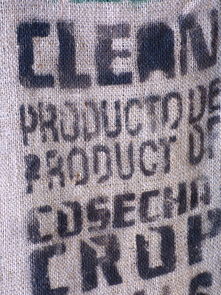 CLEAN
PRODUCTO DE
PRODUCT OF
COSECHA
CROP